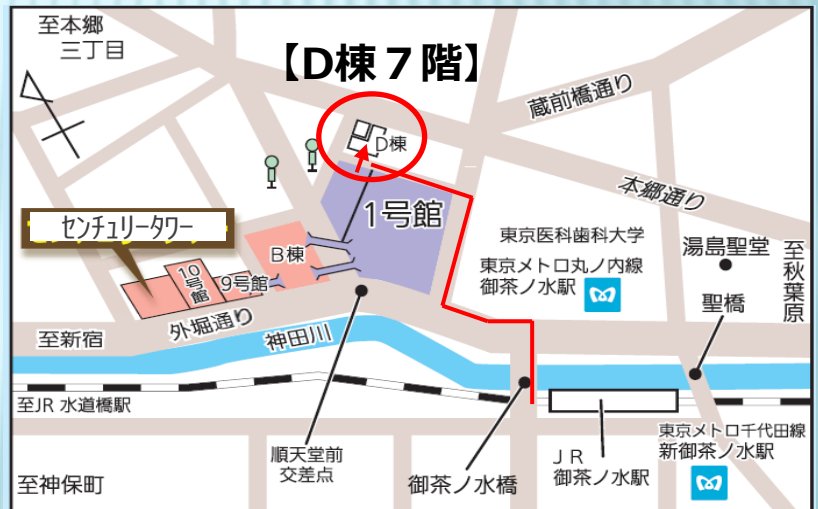 至本郷
三丁目
【D棟７階】
蔵前橋通り
D棟
本郷通り
1号館
センチュリータワー
B棟
10号館
9号館
東京医科歯科大学
東京メトロ丸ノ内線
御茶ノ水駅
湯島聖堂
至秋葉原
聖橋
外堀通り
至新宿
神田川
至JR 水道橋駅
順天堂前
交差点
御茶ノ水橋
ＪＲ
御茶ノ水駅
東京メトロ千代田線
新御茶ノ水駅
至神保町